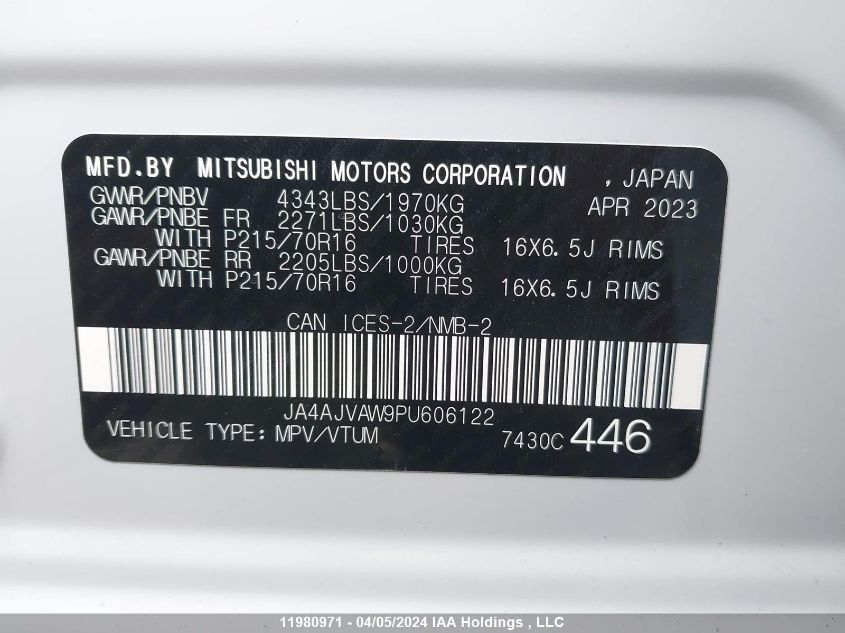 MFD.BY MITSUBISHI MOTORS CORPORATION , JAPAN
GVWR/PNBV 4343LBS/1970KG APR 2023
GAWR/PNBE FR 2271LBS/1030KG
WITH P215/70R16 TIRES 16X6.5J RIMS
GAWR/PNBE RR 2205LBS/1000KG
WITH P215/70R16 TIRES 16X6.5J RIMS
CAN ICES-2/NMB-2
JA4AJVAW9PU606122
VEHICLE TYPE: MPV/VTUM 7430C 446
11980971 - 04/05/2024 IAA Holdings , LLC